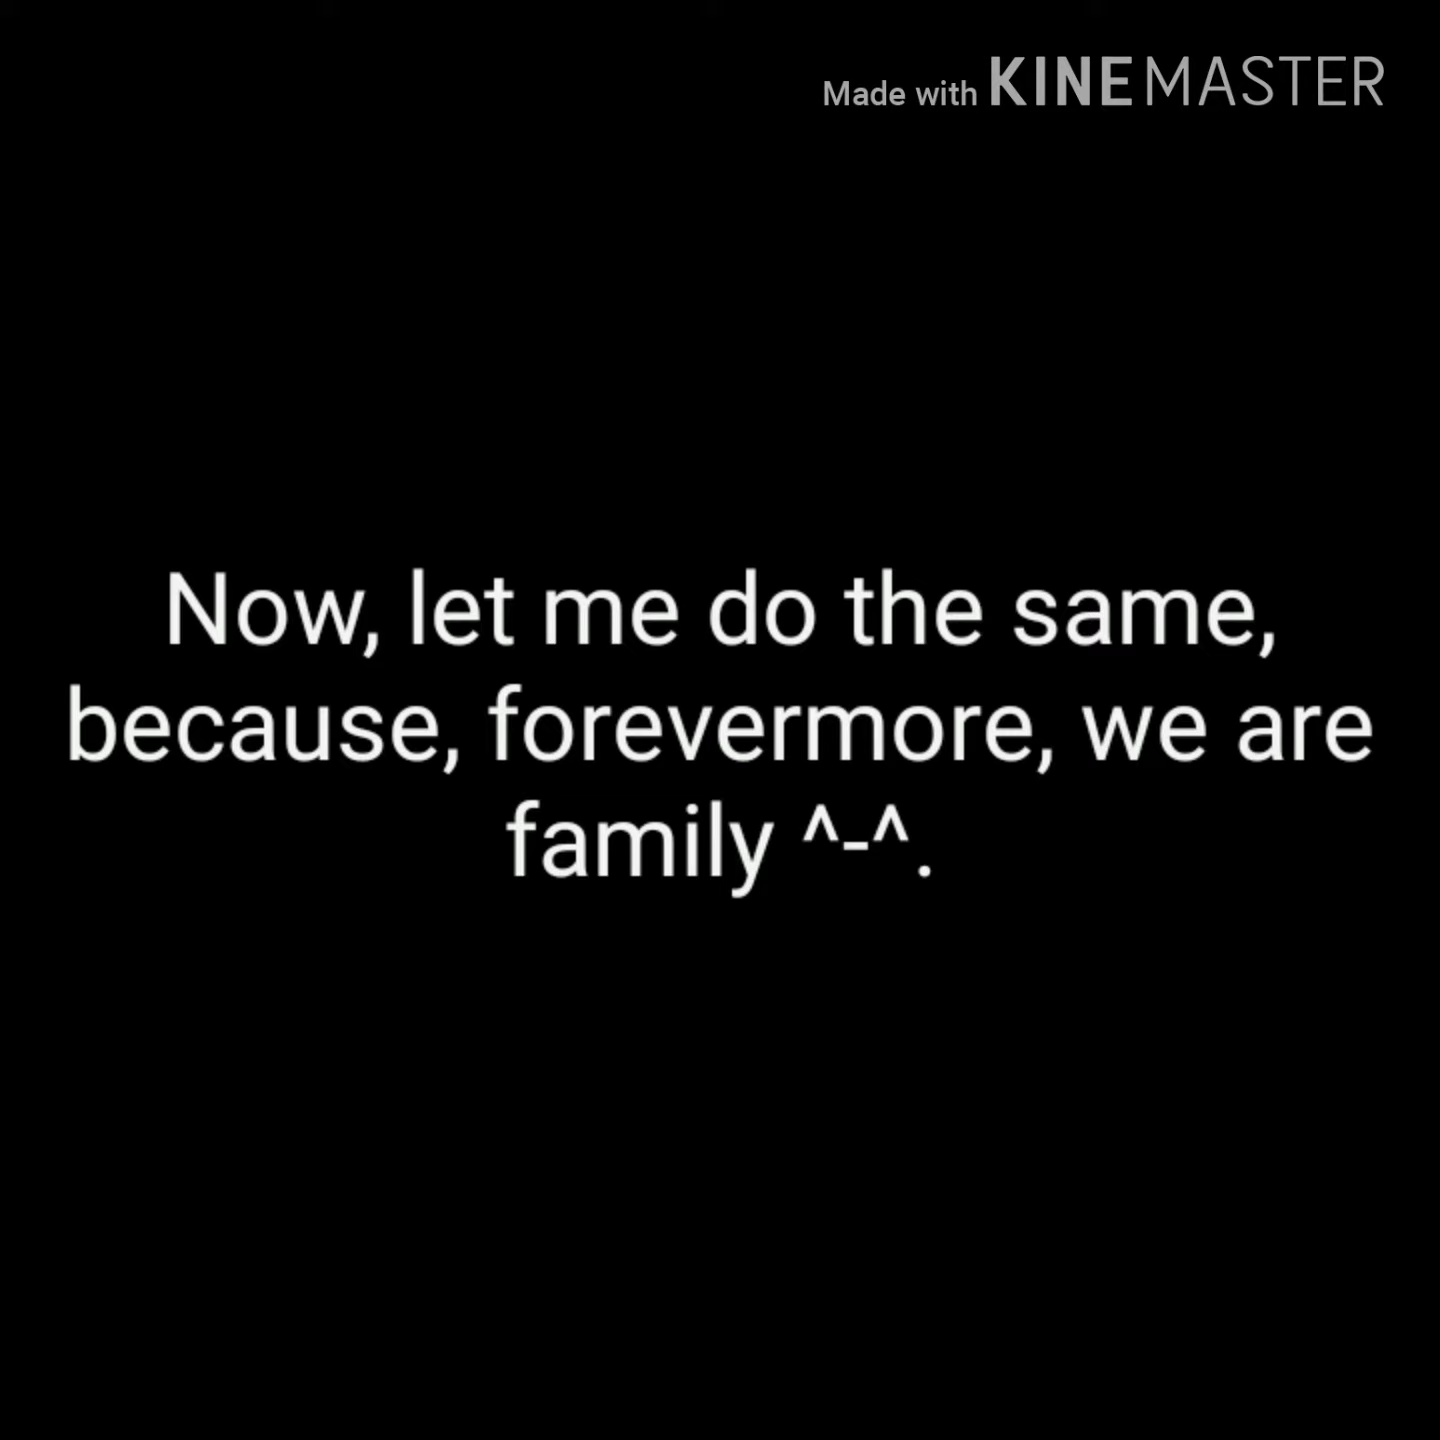 Made with KINEMASTER
Now, let me do the same,
because, forevermore, we are
family ^-^.